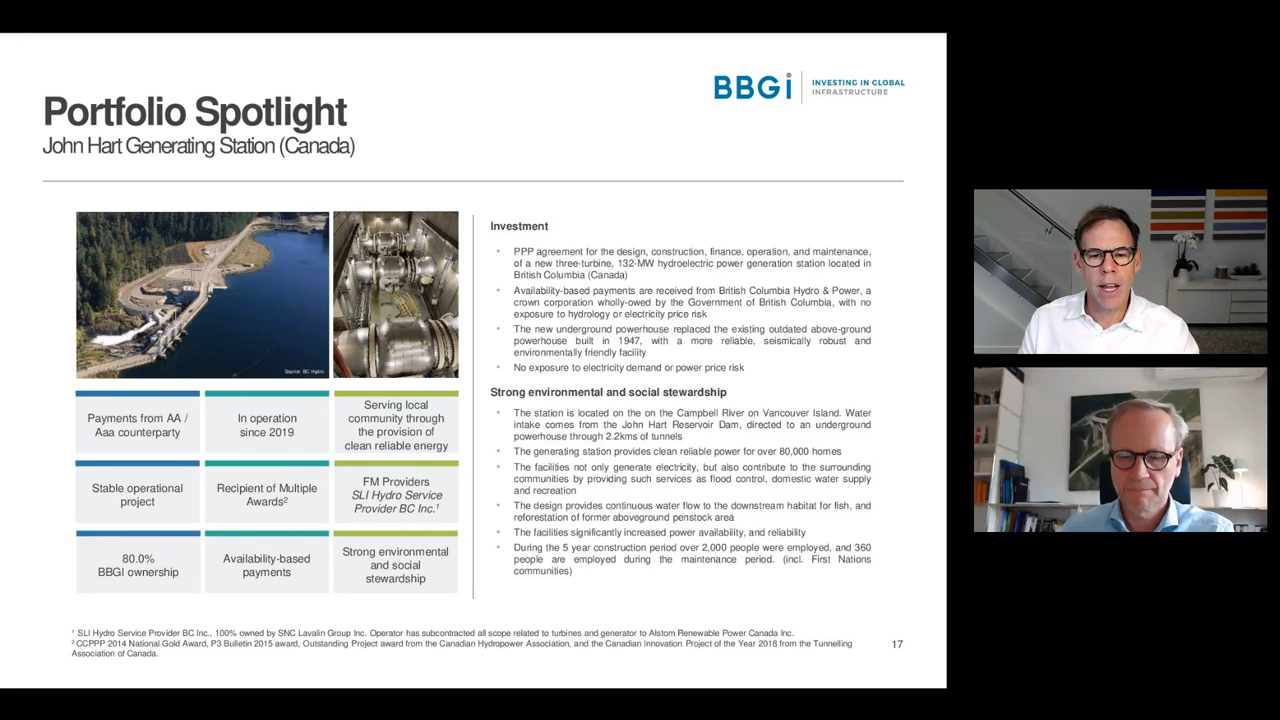 BBGi
INVESTING IN GLOBAL
INFRASTRUCTURE
Portfolio Spotlight
John Hart Generating Station (Canada)
Source: BC Hydro
Payments from AA /
Aaa counterparty
In operation
since 2019
Serving local
community through
the provision of
clean reliable energy
Stable operational
project
Recipient of Multiple
Awards²
FM Providers
SLI Hydro Service
Provider BC Inc.¹
80.0%
BBGI ownership
Availability-based
payments
Strong environmental
and social
stewardship
Investment
• PPP agreement for the design, construction, finance, operation, and maintenance,
of a new three-turbine, 132-MW hydroelectric power generation station located in
British Columbia (Canada)
• Availability-based payments are received from British Columbia Hydro & Power, a
crown corporation wholly-owned by the Government of British Columbia, with no
exposure to hydrology or electricity price risk
• The new underground powerhouse replaced the existing outdated above-ground
powerhouse built in 1947, with a more reliable, seismically robust and
environmentally friendly facility
• No exposure to electricity demand or power price risk
Strong environmental and social stewardship
• The station is located on the on the Campbell River on Vancouver Island. Water
intake comes from the John Hart Reservoir Dam, directed to an underground
powerhouse through 2.2kms of tunnels
• The generating station provides clean reliable power for over 80,000 homes
• The facilities not only generate electricity, but also contribute to the surrounding
communities by providing such services as flood control, domestic water supply
and recreation
• The design provides continuous water flow to the downstream habitat for fish, and
reforestation of former aboveground penstock area
• The facilities significantly increased power availability, and reliability
• During the 5 year construction period over 2,000 people were employed, and 360
people are employed during the maintenance period. (incl. First Nations
communities)
¹ SLI Hydro Service Provider BC Inc., 100% owned by SNC Lavalin Group Inc. Operator has subcontracted all scope related to turbines and generator to Alstom Renewable Power Canada Inc.
² CCPPP 2014 National Gold Award, P3 Bulletin 2015 award, Outstanding Project award from the Canadian Hydropower Association, and the Canadian Innovation Project of the Year 2018 from the Tunnelling
Association of Canada.
17